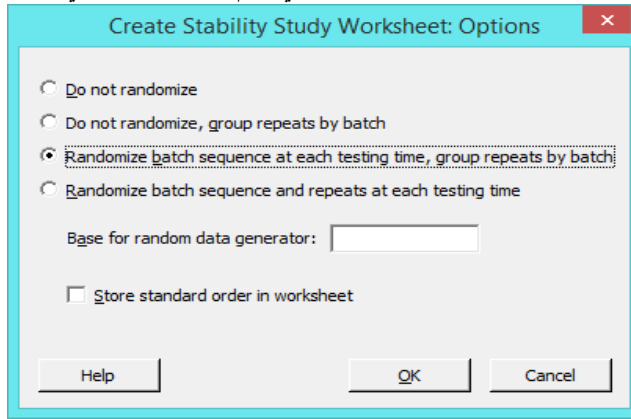 Create Stability Study Worksheet: Options
Do not randomize
Do not randomize, group repeats by batch
Randomize batch sequence at each testing time, group repeats by batch
Randomize batch sequence and repeats at each testing time
Base for random data generator:
Store standard order in worksheet
Help OK Cancel